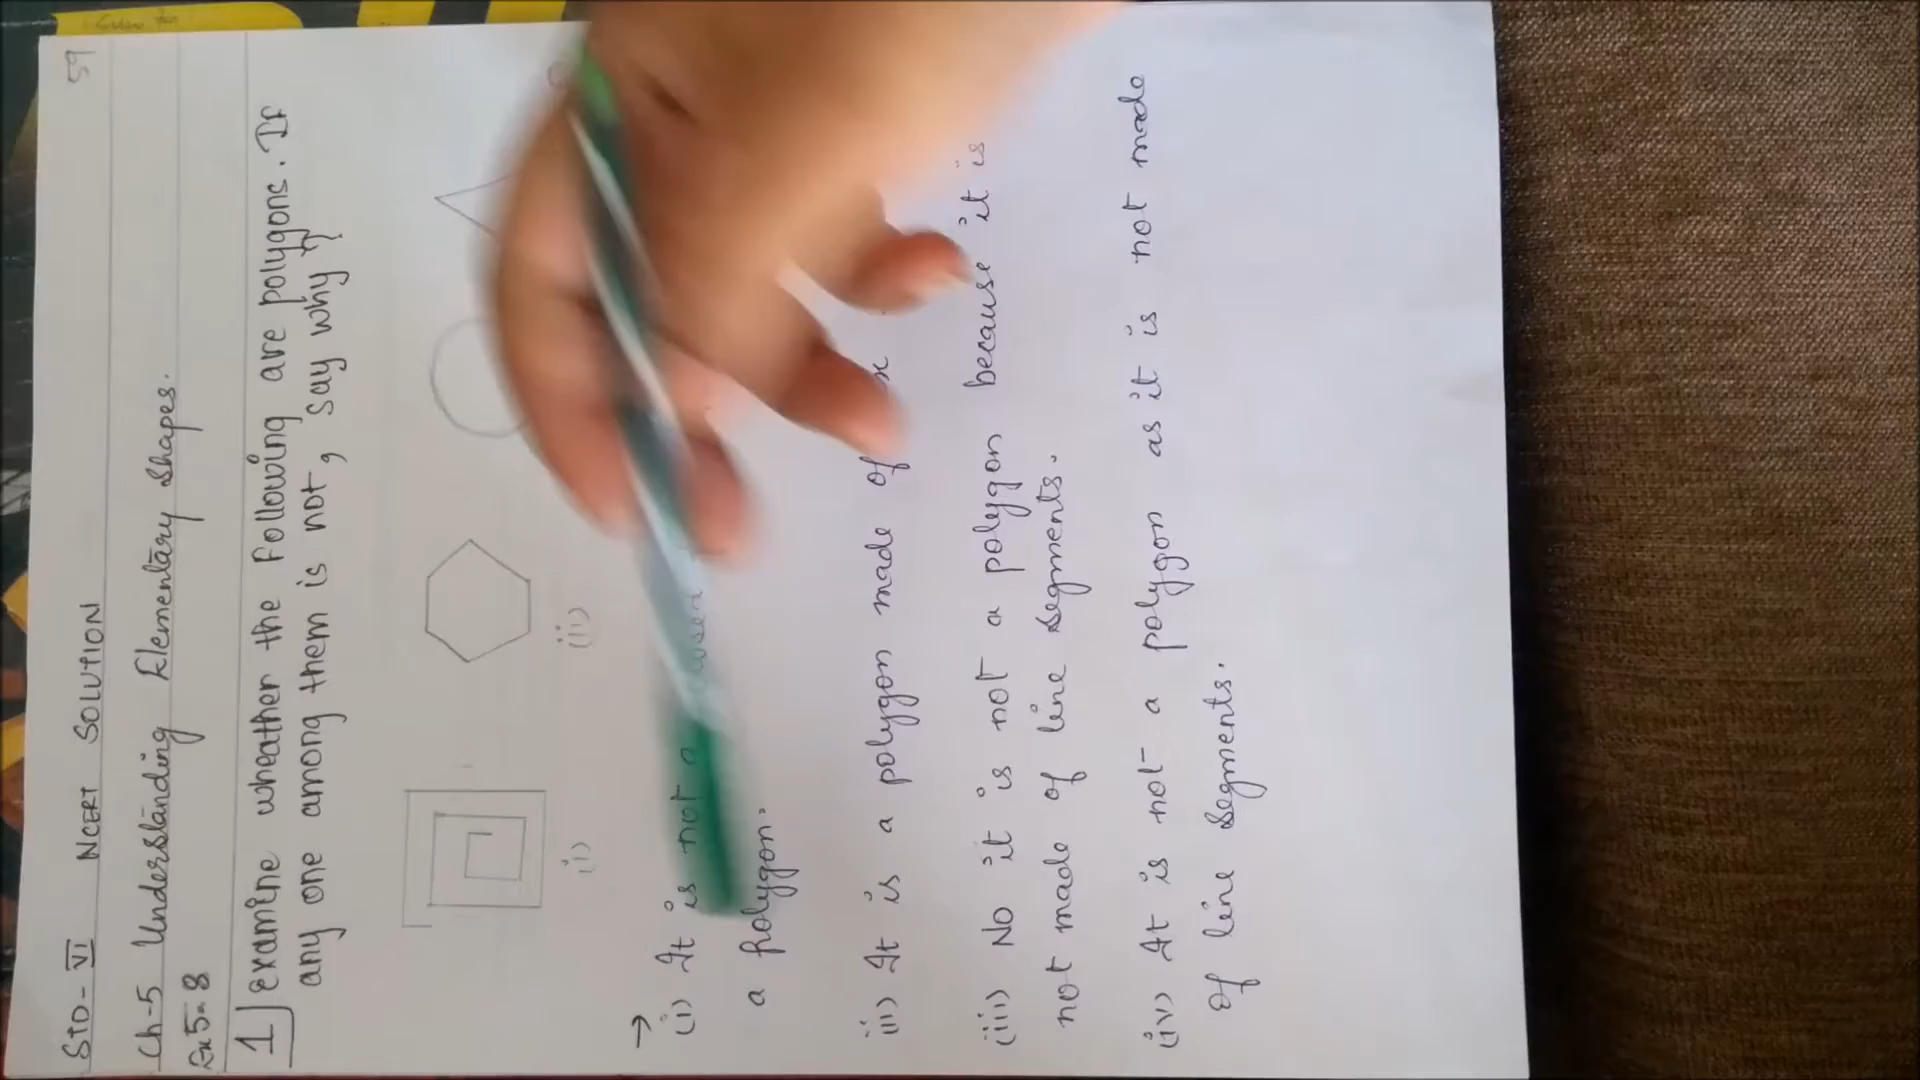 59
STD-VI NCERT SOLUTION
Ch-5 Understanding Elementary Shapes.
Ex 5.8
1] examine wheather the following are polygons. If
any one among them is not, say why?
(i) (ii)
→
(i) It is not a closed
a polygon.
ii) It is a polygon made of
(iii) No it is not a polygon because it is
not made of line segments.
(iv) It is not a polygon as it is not made
of line segments.